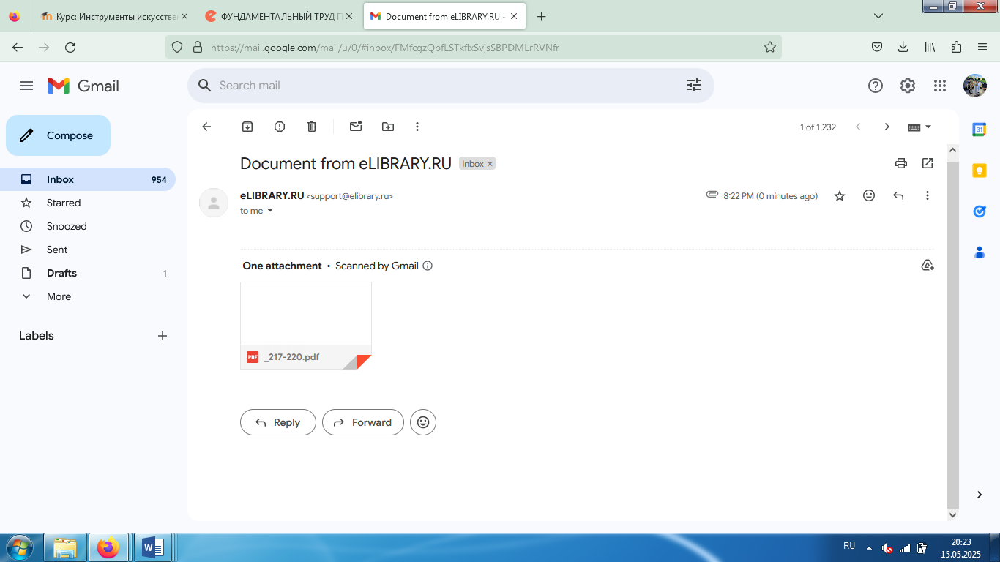 Курс: Инструменты искусстве
ФУНДАМЕНТАЛЬНЫЙ ТРУД П
Document from eLIBRARY.RU -
https://mail.google.com/mail/u/0/#inbox/FMfcgzQbfLSTkflxSvjsSBPDMLrRVNfr
Gmail
Search mail
Compose
1 of 1,232
31
Document from eLIBRARY.RU
Inbox ×
Inbox 954
eLIBRARY.RU <support@elibrary.ru>
8:22 PM (0 minutes ago)
to me
Starred
Snoozed
Sent
Drafts 1
More
One attachment • Scanned by Gmail
Labels
PDF _217-220.pdf
Reply
Forward
W
RU
20:23
15.05.2025